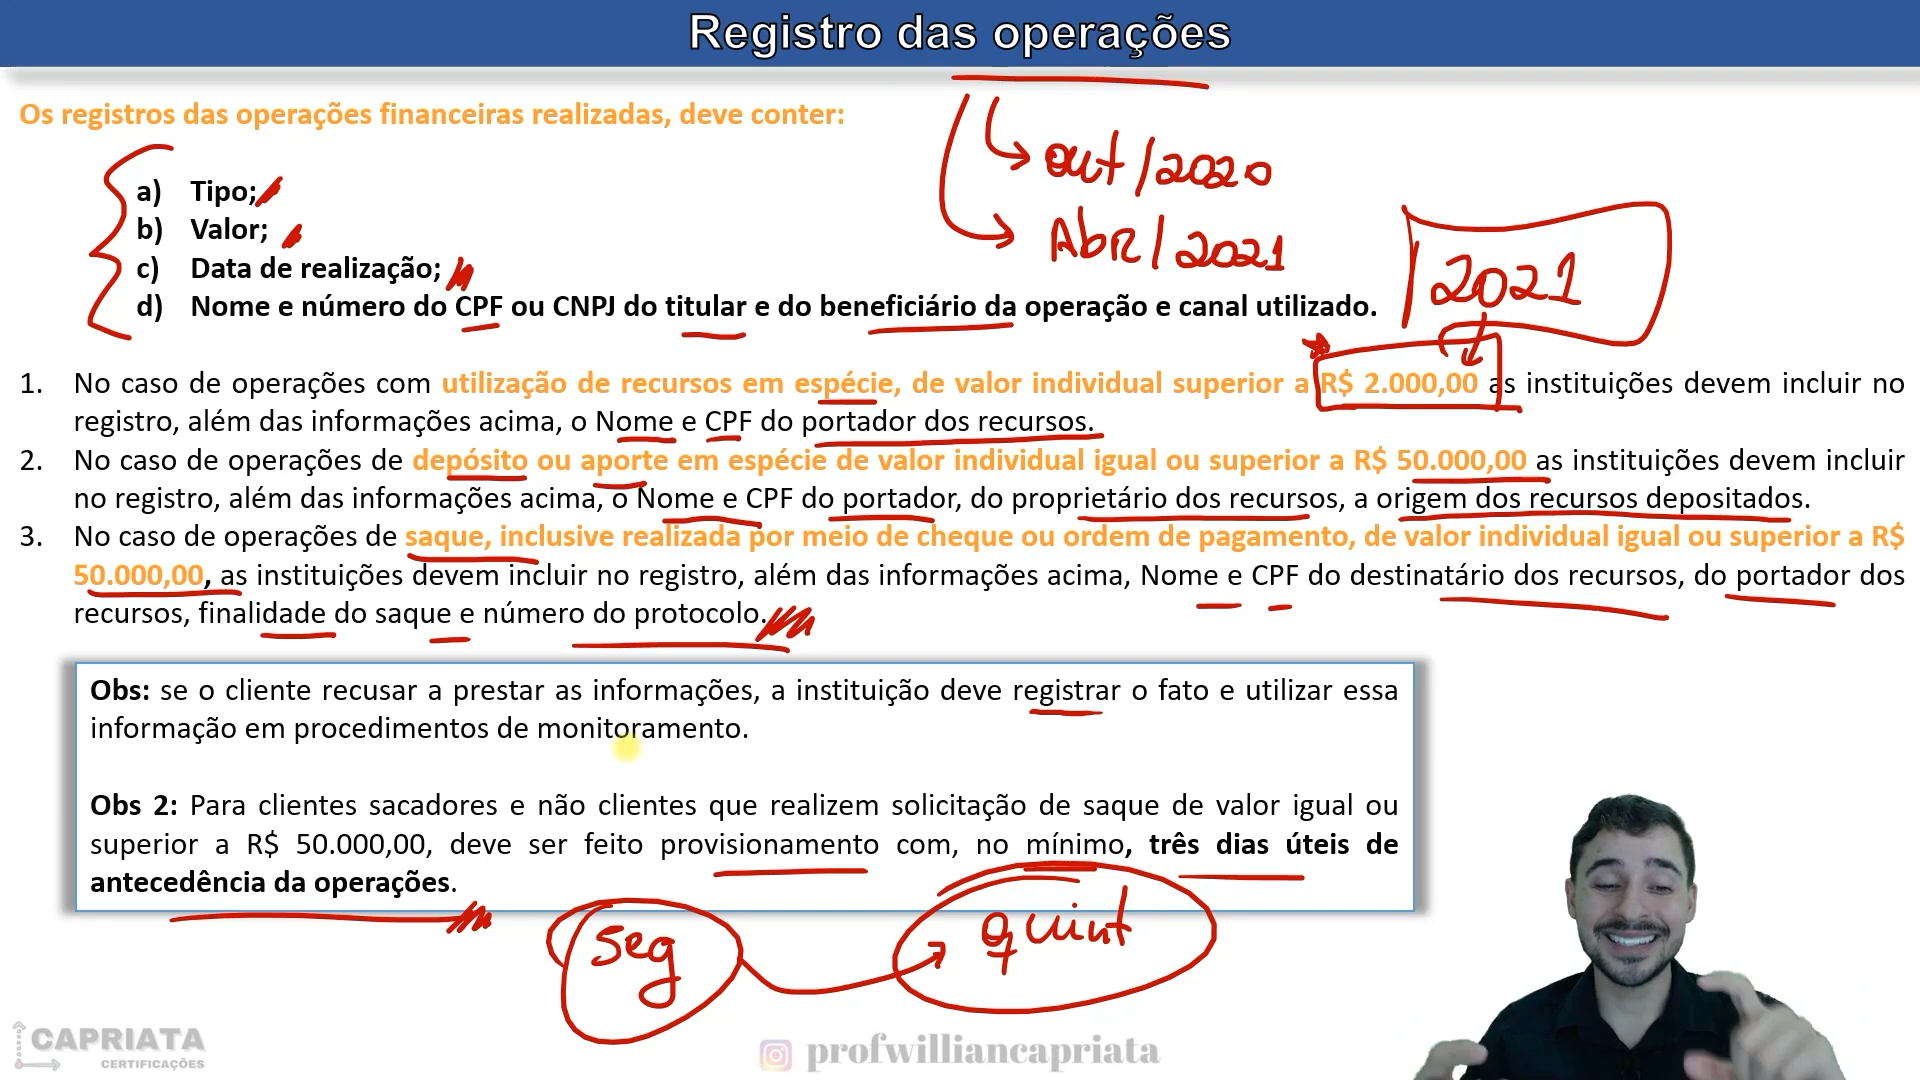 Registro das operações
Os registros das operações financeiras realizadas, deve conter:
out/2020
a) Tipo;
b) Valor;
Abr/2021
c) Data de realização;
2021
d) Nome e número do CPF ou CNPJ do titular e do beneficiário da operação e canal utilizado.
1. No caso de operações com utilização de recursos em espécie, de valor individual superior a R$ 2.000,00 as instituições devem incluir no
registro, além das informações acima, o Nome e CPF do portador dos recursos.
2. No caso de operações de depósito ou aporte em espécie de valor individual igual ou superior a R$ 50.000,00 as instituições devem incluir
no registro, além das informações acima, o Nome e CPF do portador, do proprietário dos recursos, a origem dos recursos depositados.
3. No caso de operações de saque, inclusive realizada por meio de cheque ou ordem de pagamento, de valor individual igual ou superior a R$
50.000,00, as instituições devem incluir no registro, além das informações acima, Nome e CPF do destinatário dos recursos, do portador dos
recursos, finalidade do saque e número do protocolo.
Obs: se o cliente recusar a prestar as informações, a instituição deve registrar o fato e utilizar essa
informação em procedimentos de monitoramento.
Obs 2: Para clientes sacadores e não clientes que realizem solicitação de saque de valor igual ou
superior a R$ 50.000,00, deve ser feito provisionamento com, no mínimo, três dias úteis de
antecedência da operações.
seg
quint
CAPRIATA
CERTIFICAÇÕES
profwilliancapriata